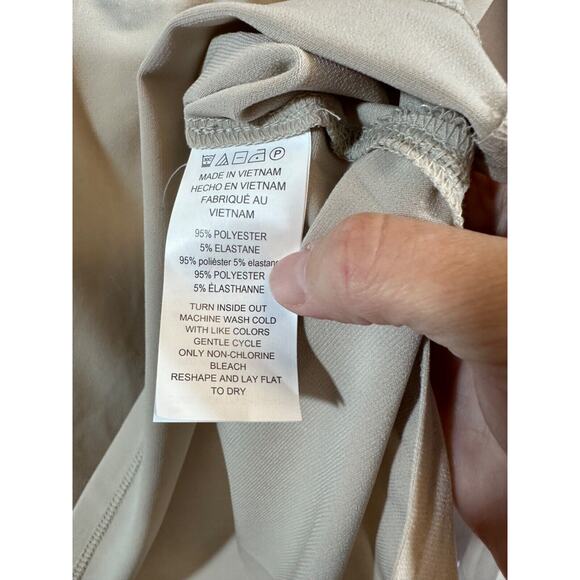 MADE IN VIETNAM
HECHO EN VIETNAM
FABRIQUÉ AU
VIETNAM
95% POLYESTER
5% ELASTANE
95% poliéster 5% elastano
95% POLYESTER
5% ÉLASTHANNE
TURN INSIDE OUT
MACHINE WASH COLD
WITH LIKE COLORS
GENTLE CYCLE
ONLY NON-CHLORINE
BLEACH
RESHAPE AND LAY FLAT
TO DRY